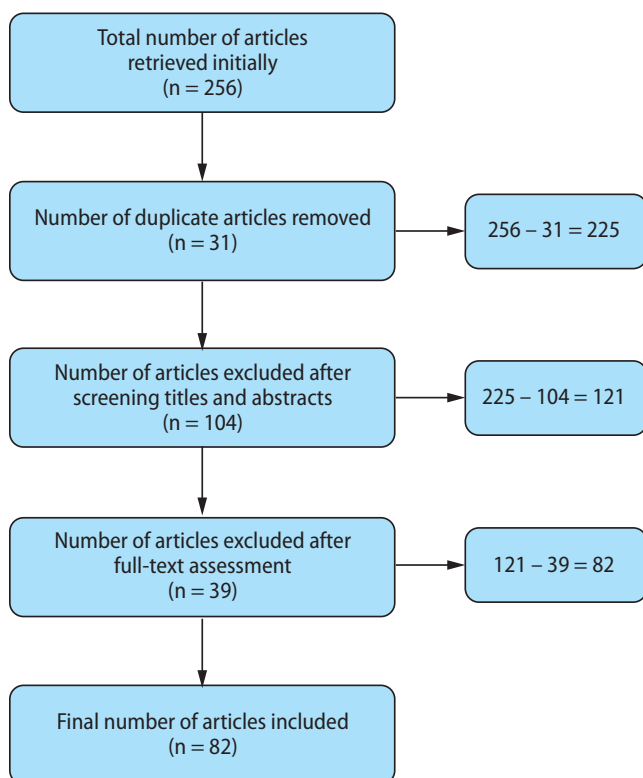 Total number of articles
retrieved initially
(n = 256)
Number of duplicate articles removed
(n = 31)
256 – 31 = 225
Number of articles excluded after
screening titles and abstracts
(n = 104)
225 – 104 = 121
Number of articles excluded after
full-text assessment
(n = 39)
121 – 39 = 82
Final number of articles included
(n = 82)